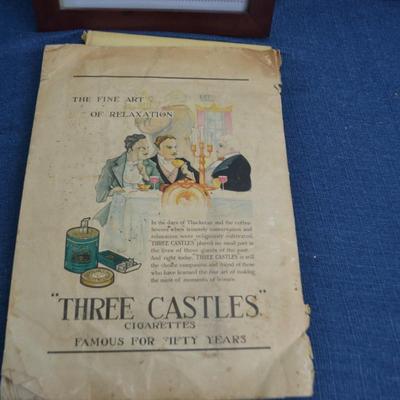 THE FINE ART
OF RELAXATION
In the days of Thackeray and the coffee-
houses when leisurely conversation and
relaxation were religiously cultivated,
THREE CASTLES played no small part in
the lives of those giants of the past.
And right today, THREE CASTLES is still
the choice companion and friend of those
who have learned the fine art of making
the most of moments of leisure.
"THREE CASTLES"
CIGARETTES
FAMOUS FOR FIFTY YEARS